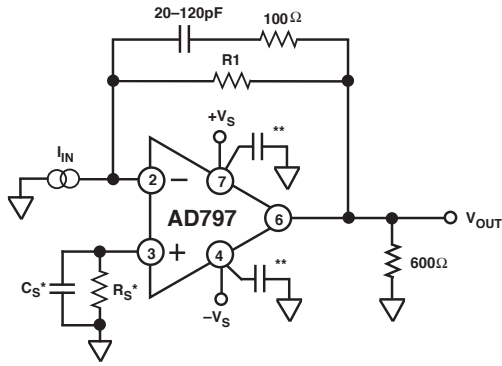 20–120pF
100Ω
R1
+VS
**
IIN
2
–
7
AD797
6
VOUT
3
+
4
**
600Ω
CS*
RS*
–VS